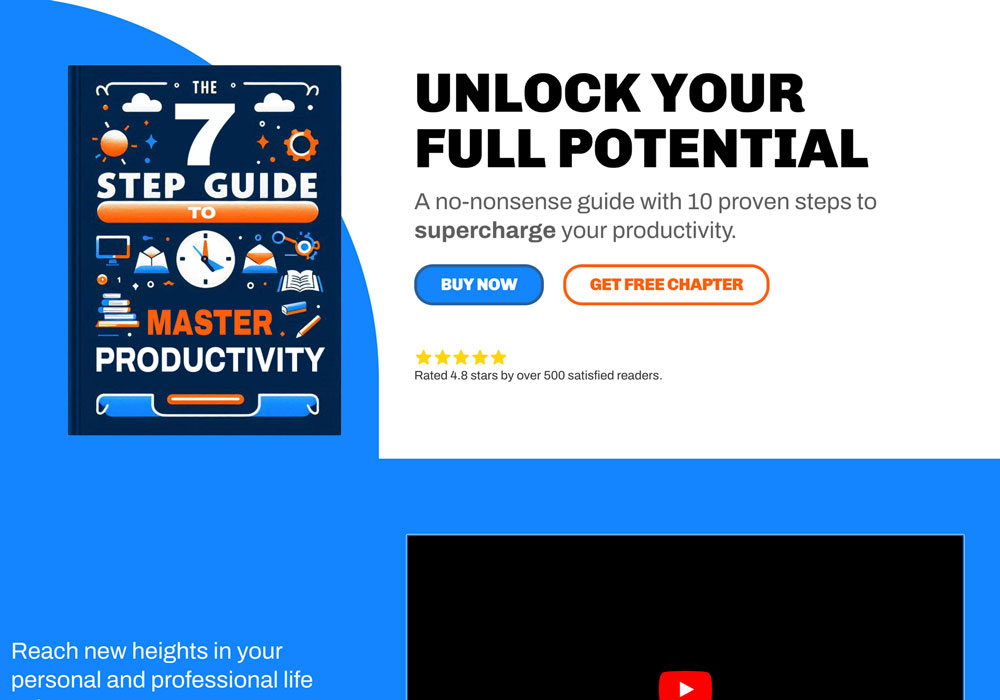 THE
7
STEP GUIDE
TO
1
MASTER
PRODUCTIVITY
UNLOCK YOUR
FULL POTENTIAL
A no-nonsense guide with 10 proven steps to
supercharge your productivity.
BUY NOW
GET FREE CHAPTER
Rated 4.8 stars by over 500 satisfied readers.
Reach new heights in your
personal and professional life